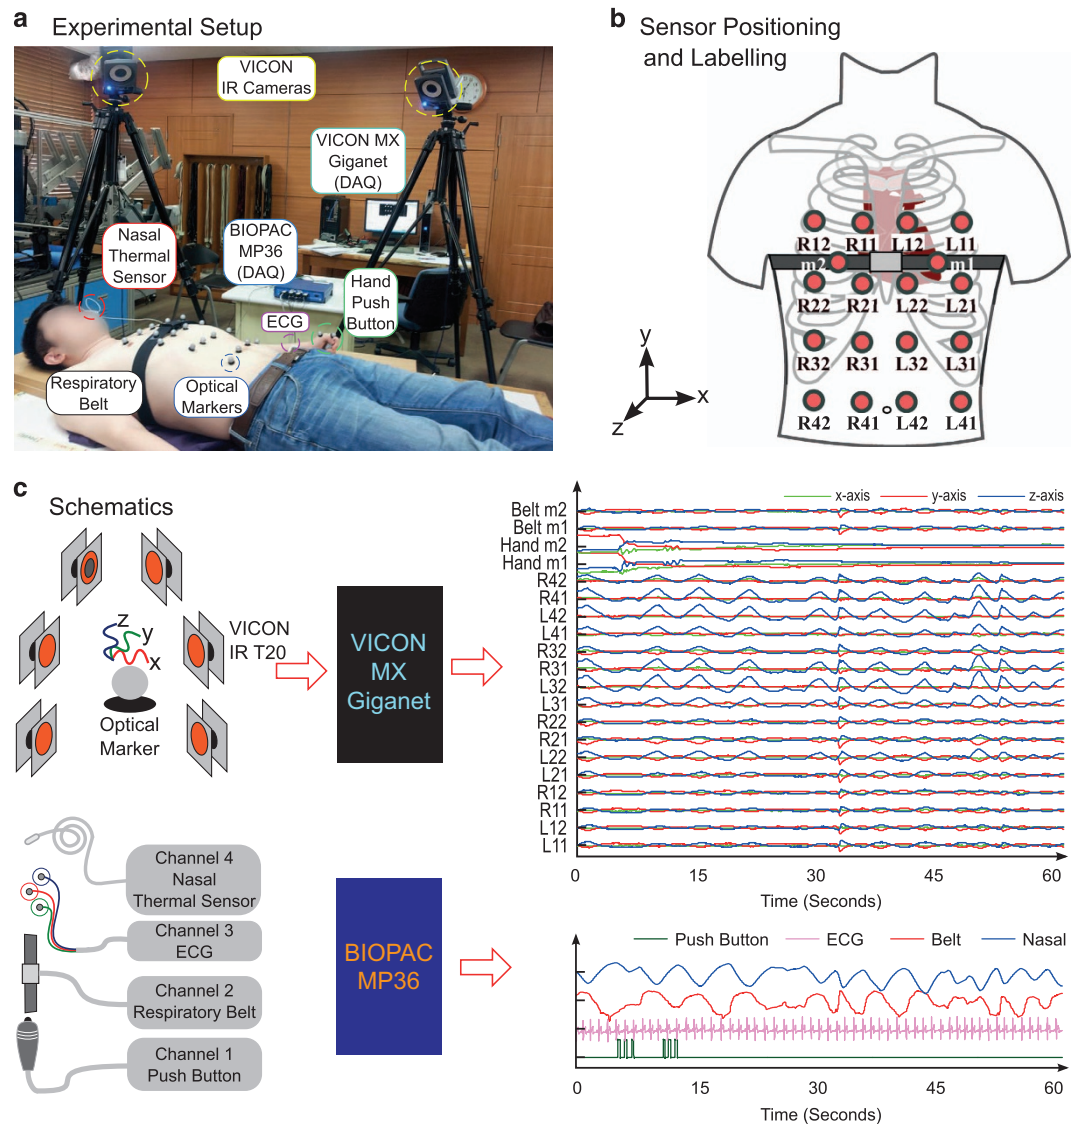 a Experimental Setup
VICON
IR Cameras
VICON MX
Giganet
(DAQ)
Nasal
Thermal
Sensor
BIOPAC
MP36
(DAQ)
Hand
Push
Button
ECG
Respiratory
Belt
Optical
Markers
b Sensor Positioning
and Labelling
R12 R11 L12 L11
m2 m1
R22 R21 L22 L21
R32 R31 L32 L31
R42 R41 L42 L41
y
x
z
c
Schematics
z
y
x
VICON
IR T20
Optical
Marker
VICON
MX
Giganet
x-axis y-axis z-axis
Belt m2
Belt m1
Hand m2
Hand m1
R42
R41
L42
L41
R32
R31
L32
L31
R22
R21
L22
L21
R12
R11
L12
L11
0 15 30 45 60
Time (Seconds)
Channel 4
Nasal
Thermal Sensor
Channel 3
ECG
Channel 2
Respiratory Belt
Channel 1
Push Button
BIOPAC
MP36
Push Button ECG Belt Nasal
0 15 30 45 60
Time (Seconds)